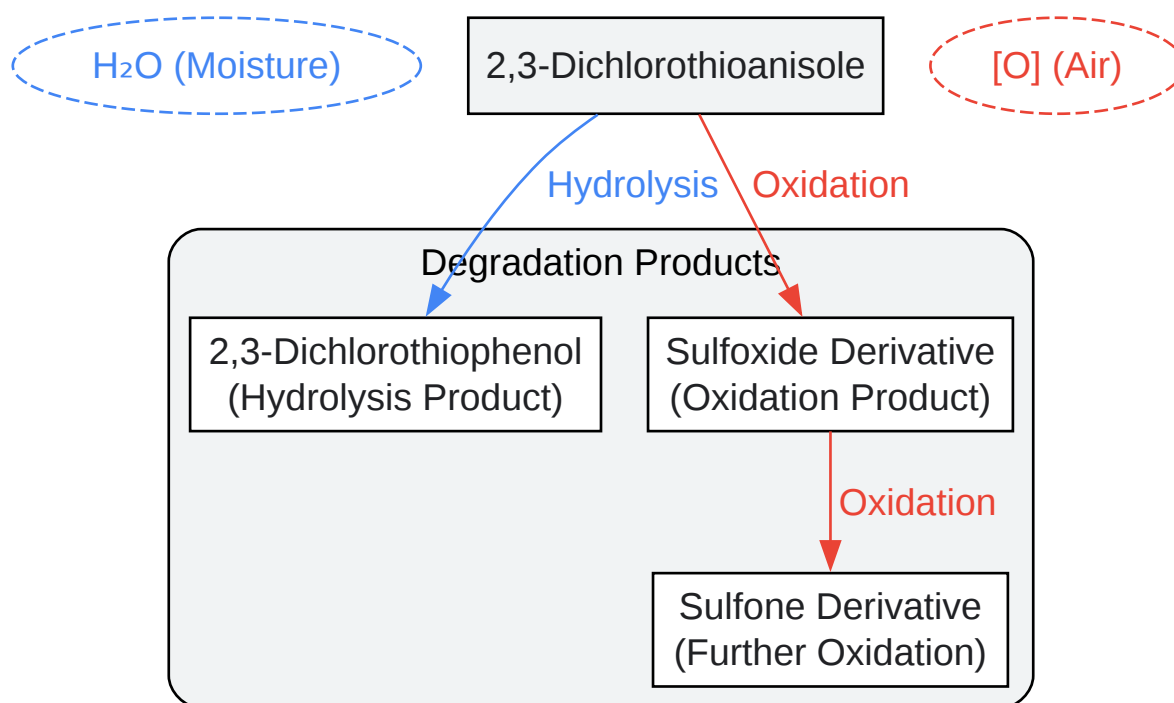 H₂O (Moisture)
2,3-Dichlorothioanisole
[O] (Air)
Hydrolysis
Oxidation
Degradation Products
2,3-Dichlorothiophenol
(Hydrolysis Product)
Sulfoxide Derivative
(Oxidation Product)
Oxidation
Sulfone Derivative
(Further Oxidation)